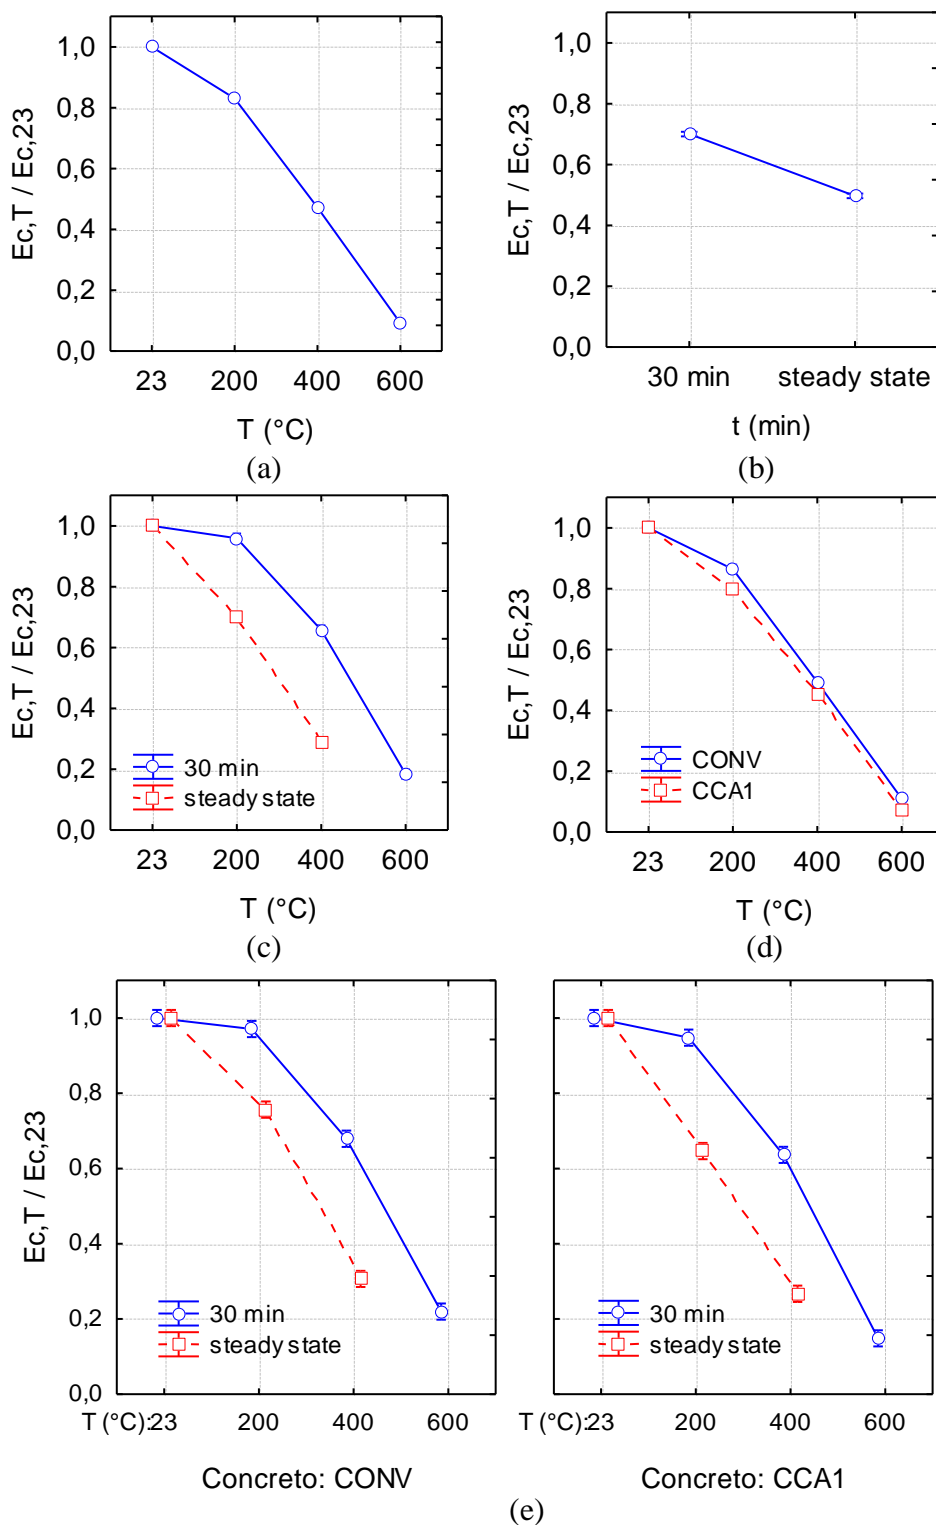 1,0
0,8
0,6
0,4
0,2
0,0
Ec,T / Ec,23
23 200 400 600
T (°C)
(a)
1,0
0,8
0,6
0,4
0,2
0,0
Ec,T / Ec,23
30 min steady state
t (min)
(b)
1,0
0,8
0,6
0,4
0,2
0,0
Ec,T / Ec,23
30 min
steady state
23 200 400 600
T (°C)
(c)
1,0
0,8
0,6
0,4
0,2
0,0
Ec,T / Ec,23
CONV
CCA1
23 200 400 600
T (°C)
(d)
1,0
0,8
0,6
0,4
0,2
0,0
Ec,T / Ec,23
30 min
steady state
T (°C): 23 200 400 600
Concreto: CONV
30 min
steady state
T (°C): 23 200 400 600
Concreto: CCA1
(e)